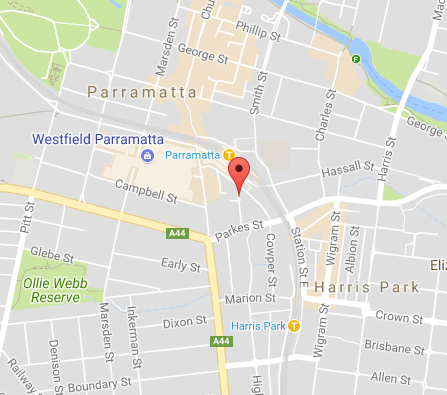 Phillip St
Marsden St
George St
Smith St
Parramatta
George St
Charles St
Harris St
Westfield Parramatta
Parramatta
Hassall St
Campbell St
Pitt St
A44
Parkes St
Cowper St
Station St E
Wigram St
Albion St
Glebe St
Early St
Ollie Webb
Reserve
Marion St
Harris Park
Crown St
Dixon St
Harris Park
Marsden St
Inkerman St
Denison St
A44
Wigram St
Brisbane St
Railway St
Boundary St
Allen St